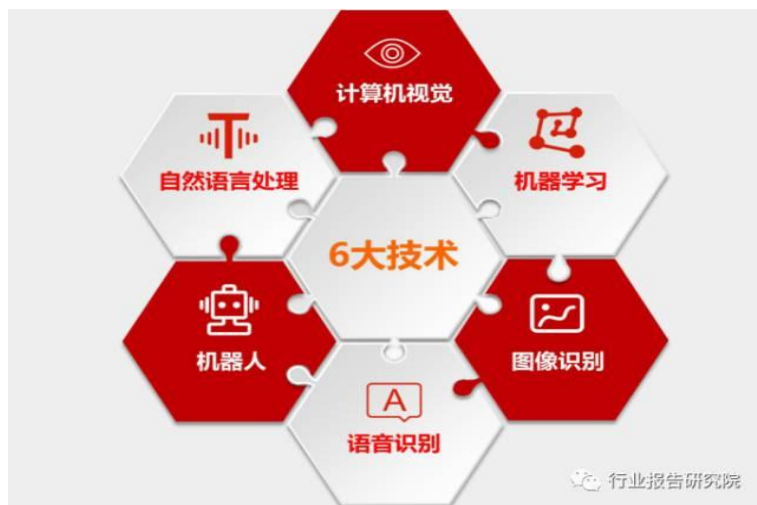 计算机视觉
自然语言处理
机器学习
6大技术
机器人
图像识别
A
语音识别
行业报告研究院